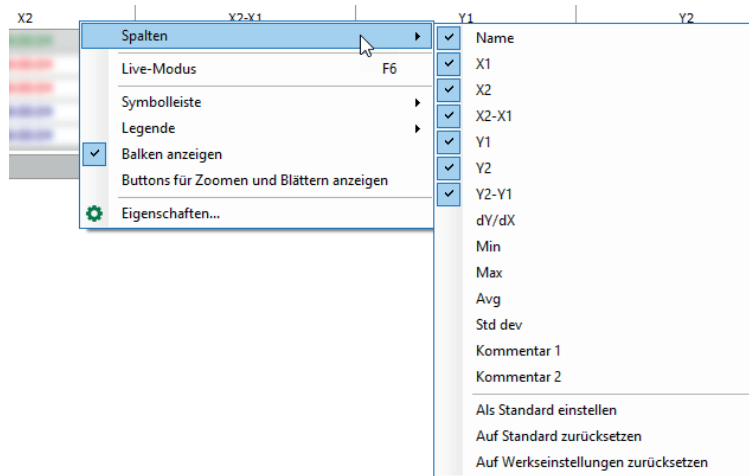 X2 X2-X1 Y1 Y2
Spalten
Live-Modus F6
Symbolleiste
Legende
Balken anzeigen
Buttons für Zoomen und Blättern anzeigen
Eigenschaften...
Name
X1
X2
X2-X1
Y1
Y2
Y2-Y1
dY/dX
Min
Max
Avg
Std dev
Kommentar 1
Kommentar 2
Als Standard einstellen
Auf Standard zurücksetzen
Auf Werkseinstellungen zurücksetzen